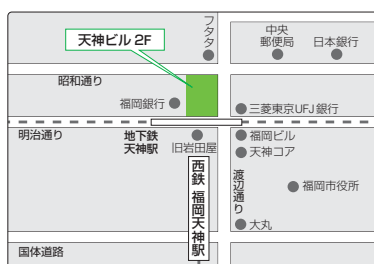 フタタ
天神ビル 2F
中央
郵便局
日本銀行
昭和通り
福岡銀行
三菱東京UFJ銀行
明治通り
地下鉄
天神駅
旧岩田屋
福岡ビル
天神コア
西鉄 福岡天神駅
渡辺通り
福岡市役所
大丸
国体道路